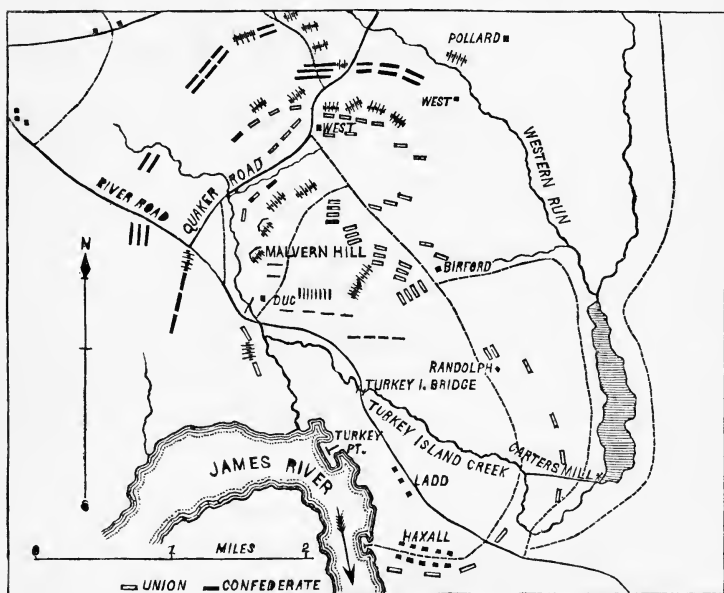 POLLARD
WEST
WEST
WESTERN RUN
RIVER ROAD
QUAKER ROAD
N
MALVERN HILL
BIRFORD
DUC
RANDOLPH
TURKEY I. BRIDGE
TURKEY ISLAND CREEK
CARTERS MILL
TURKEY
PT.
JAMES RIVER
LADD
HAXALL
S
0 1 MILES 2
UNION CONFEDERATE